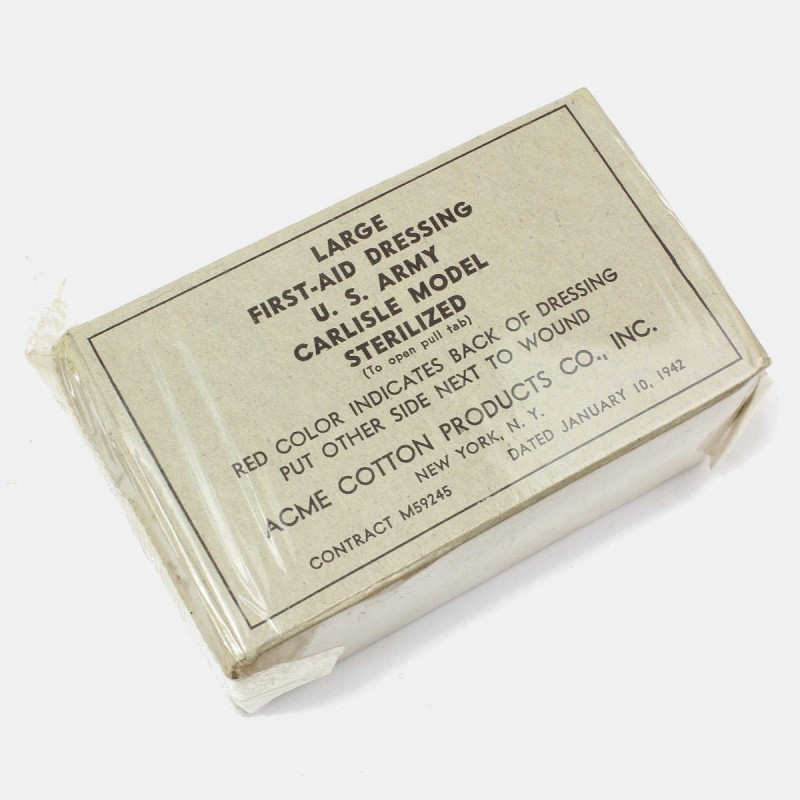 LARGE
FIRST-AID DRESSING
U. S. ARMY
CARLISLE MODEL
STERILIZED
(To open pull tab)
RED COLOR INDICATES BACK OF DRESSING
PUT OTHER SIDE NEXT TO WOUND
ACME COTTON PRODUCTS CO., INC.
NEW YORK, N. Y.
CONTRACT M59245 DATED JANUARY 10, 1942